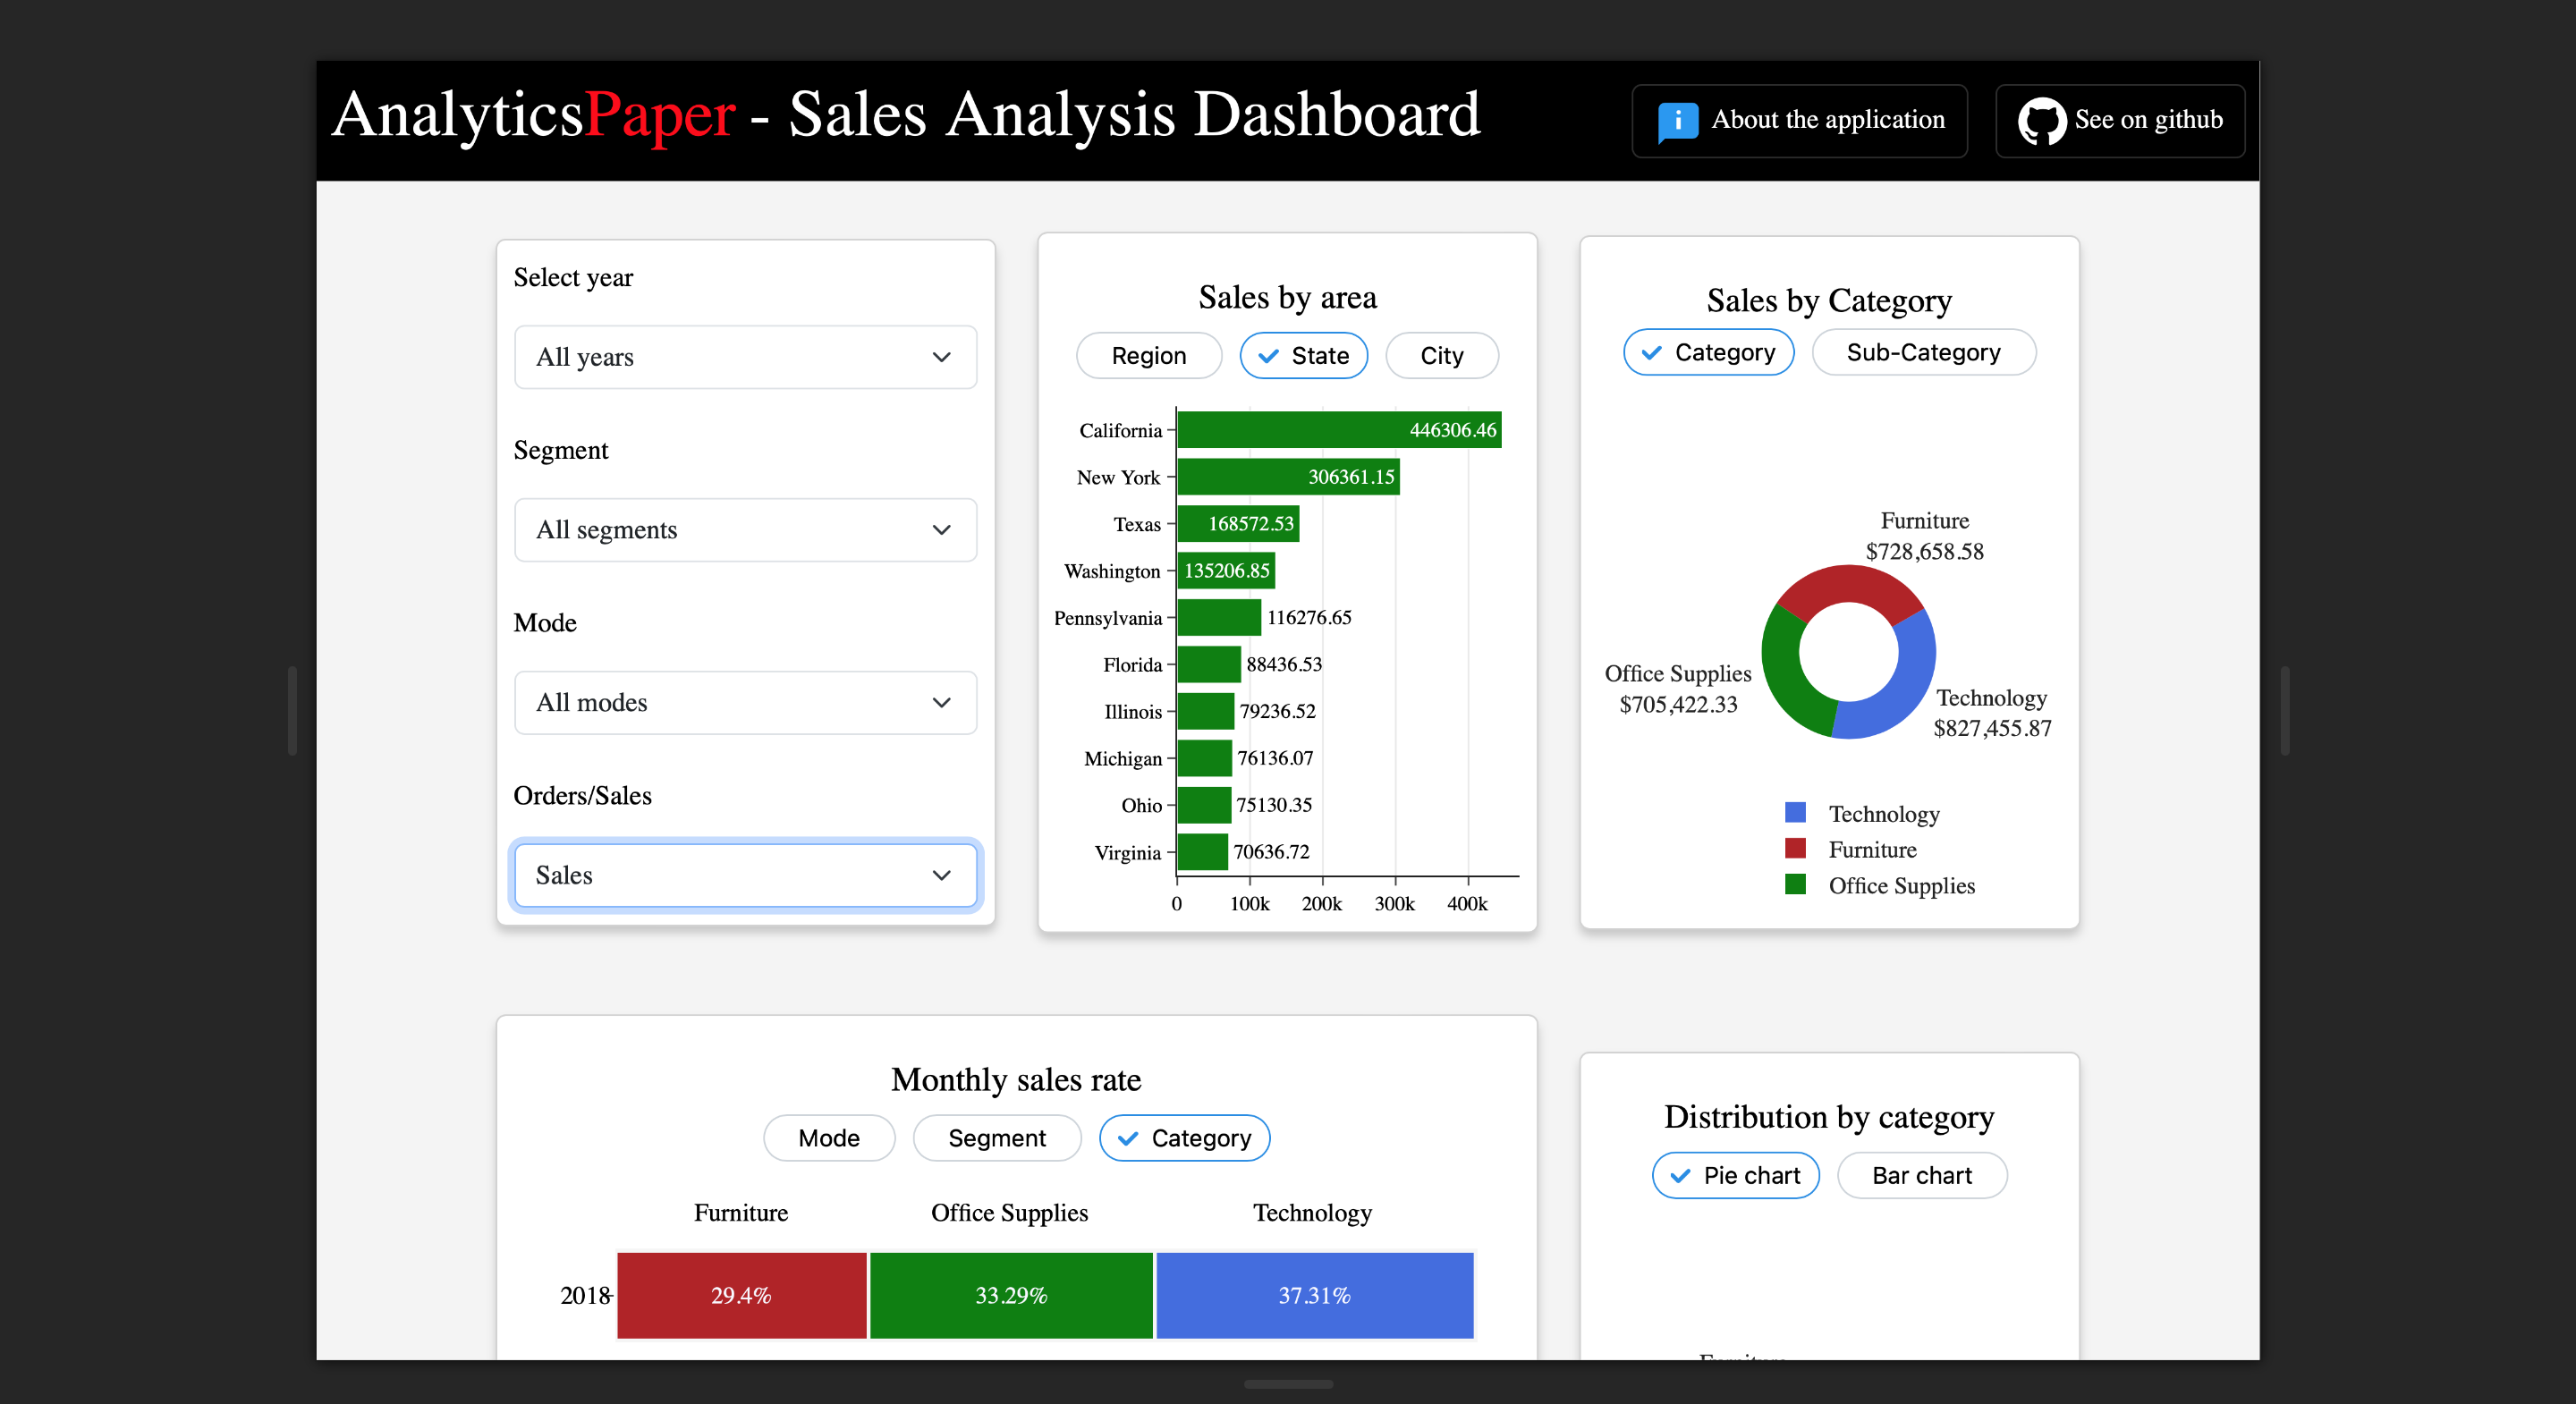 AnalyticsPaper - Sales Analysis Dashboard
About the application
See on github
Select year
All years
Segment
All segments
Mode
All modes
Orders/Sales
Sales
Sales by area
Region
State
City
California
446306.46
New York
306361.15
Texas
168572.53
Washington
135206.85
Pennsylvania
116276.65
Florida
88436.53
Illinois
79236.52
Michigan
76136.07
Ohio
75130.35
Virginia
70636.72
0 100k 200k 300k 400k
Sales by Category
Category
Sub-Category
Furniture
$728,658.58
Office Supplies
$705,422.33
Technology
$827,455.87
Technology
Furniture
Office Supplies
Monthly sales rate
Mode
Segment
Category
Furniture
Office Supplies
Technology
2018
29.4%
33.29%
37.31%
Distribution by category
Pie chart
Bar chart